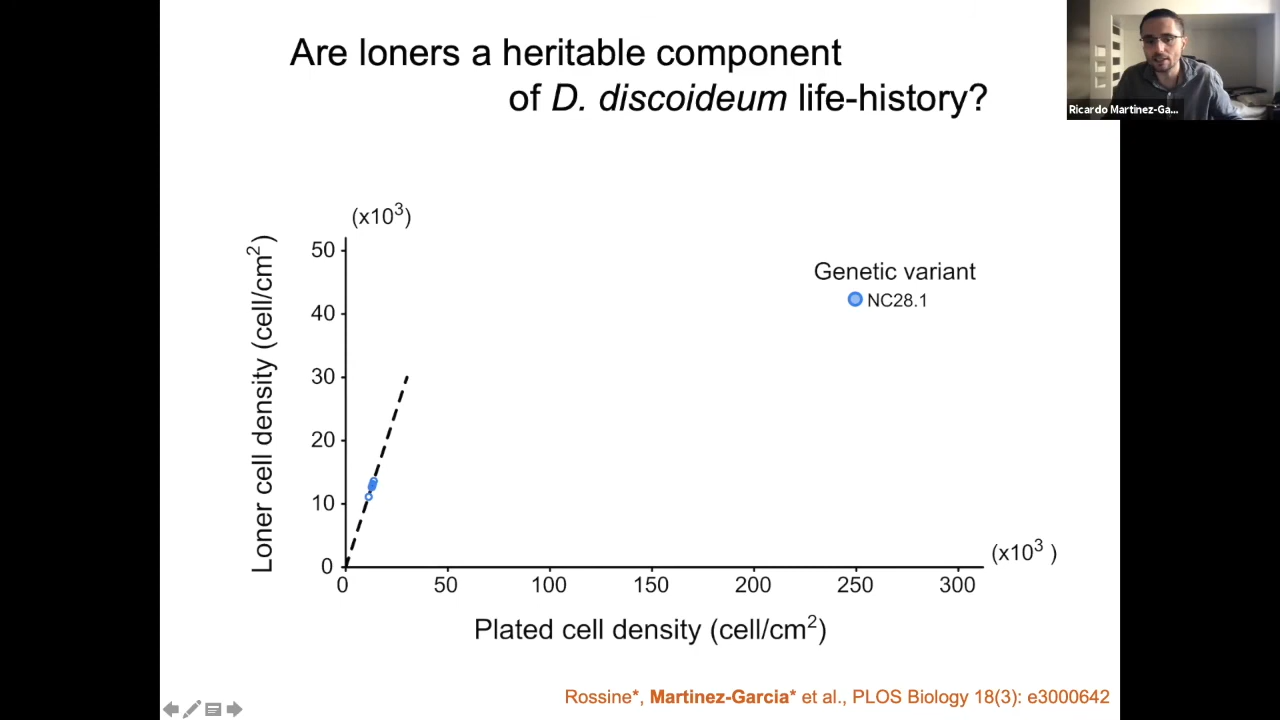 Are loners a heritable component
of D. discoideum life-history?
Ricardo Martinez-Ga...
(x10³)
50
40
30
20
10
0
Loner cell density (cell/cm²)
Genetic variant
NC28.1
(x10³ )
0 50 100 150 200 250 300
Plated cell density (cell/cm²)
Rossine*, Martinez-Garcia* et al., PLOS Biology 18(3): e3000642